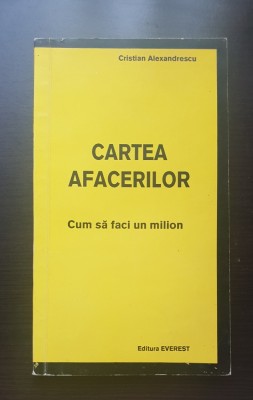 Cristian Alexandrescu
CARTEA
AFACERILOR
Cum să faci un milion
Editura EVEREST